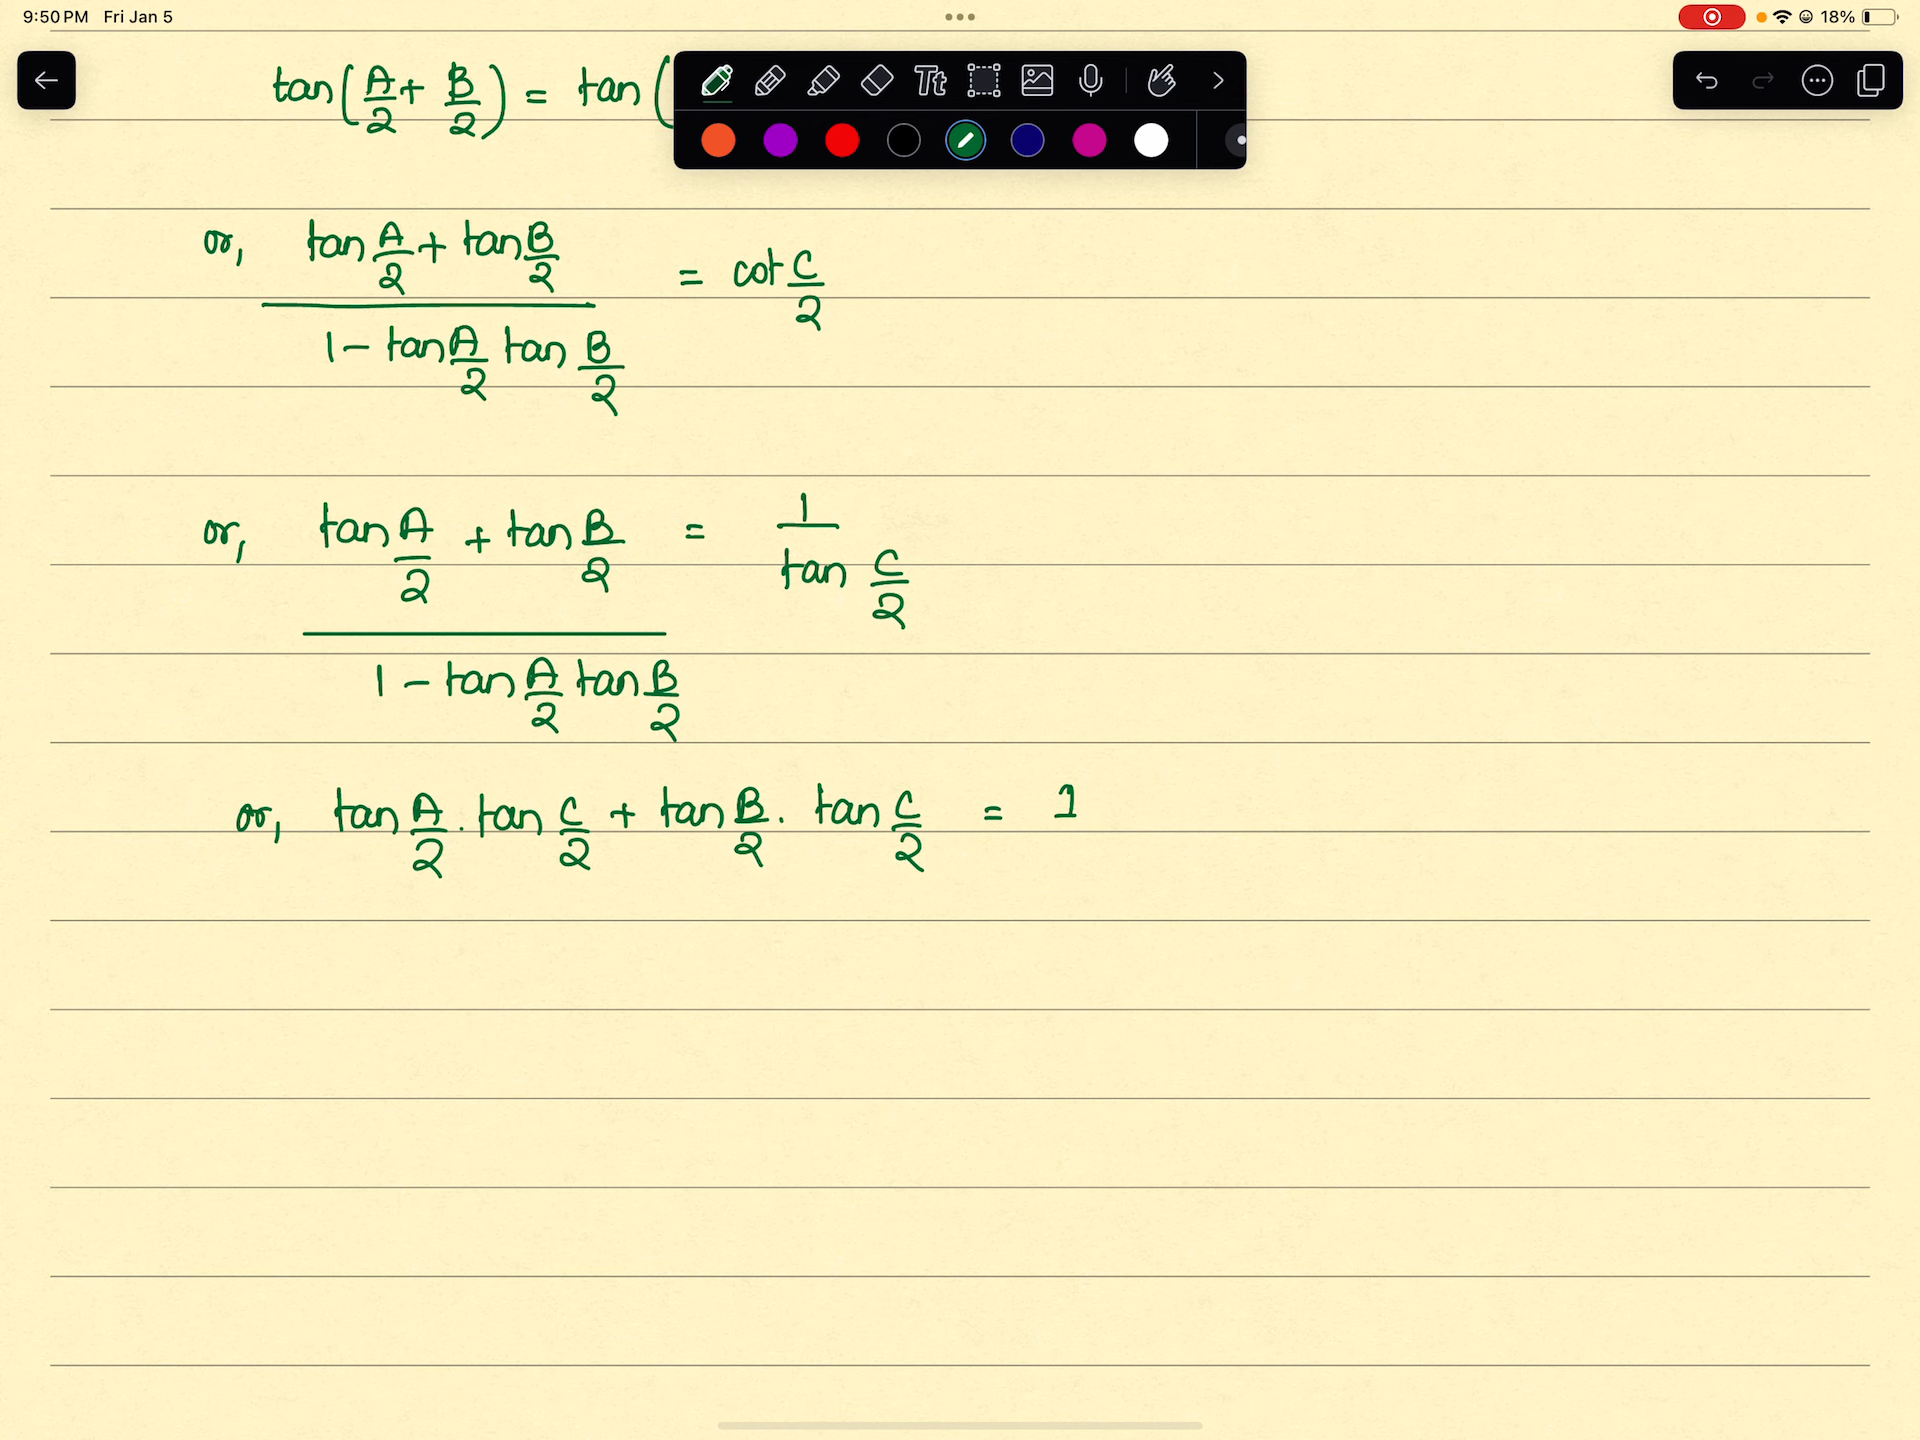 9:50 PM Fri Jan 5
18%
Tt
tan(A/2 + B/2) = tan(
or, (tan A/2 + tan B/2) / (1 - tan A/2 tan B/2) = cot C/2
or, (tan A/2 + tan B/2) / (1 - tan A/2 tan B/2) = 1 / (tan C/2)
or, tan A/2 . tan C/2 + tan B/2 . tan C/2 = 1